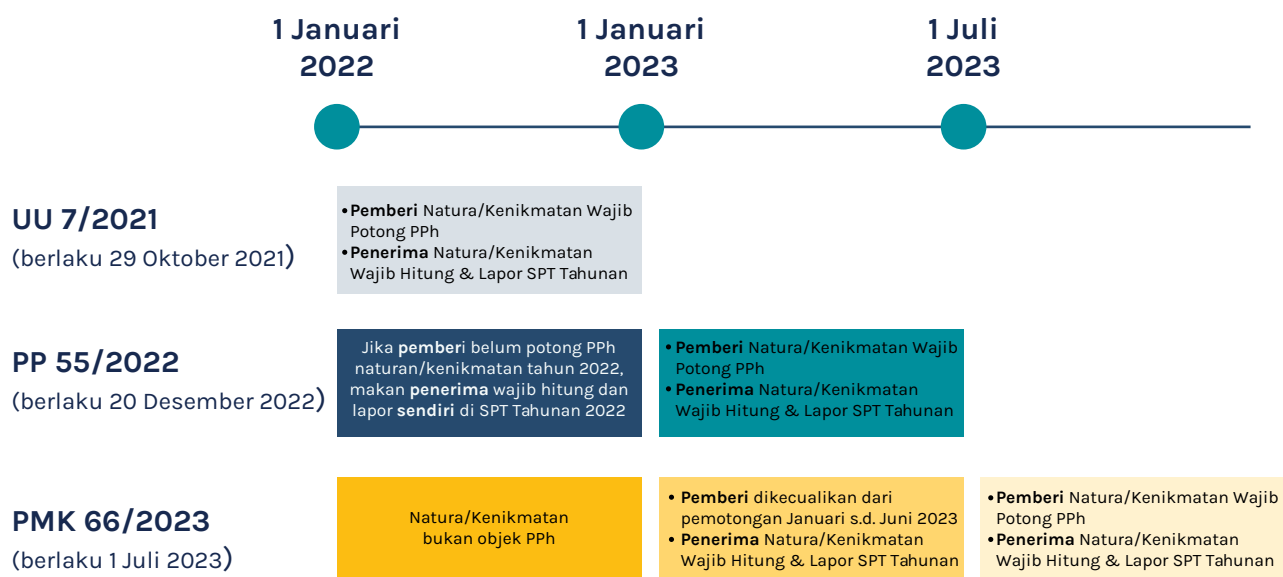 1 Januari
2022
1 Januari
2023
1 Juli
2023
UU 7/2021
(berlaku 29 Oktober 2021)
•Pemberi Natura/Kenikmatan Wajib
Potong PPh
•Penerima Natura/Kenikmatan
Wajib Hitung & Lapor SPT Tahunan
PP 55/2022
(berlaku 20 Desember 2022)
Jika pemberi belum potong PPh
naturan/kenikmatan tahun 2022,
makan penerima wajib hitung dan
lapor sendiri di SPT Tahunan 2022
• Pemberi Natura/Kenikmatan Wajib
Potong PPh
• Penerima Natura/Kenikmatan
Wajib Hitung & Lapor SPT Tahunan
PMK 66/2023
(berlaku 1 Juli 2023)
Natura/Kenikmatan
bukan objek PPh
• Pemberi dikecualikan dari
pemotongan Januari s.d. Juni 2023
• Penerima Natura/Kenikmatan
Wajib Hitung & Lapor SPT Tahunan
•Pemberi Natura/Kenikmatan Wajib
Potong PPh
•Penerima Natura/Kenikmatan
Wajib Hitung & Lapor SPT Tahunan